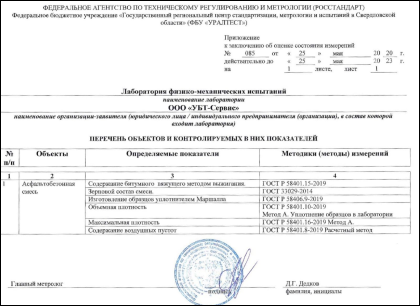 ФЕДЕРАЛЬНОЕ АГЕНТСТВО ПО ТЕХНИЧЕСКОМУ РЕГУЛИРОВАНИЮ И МЕТРОЛОГИИ (РОССТАНДАРТ)
Федеральное бюджетное учреждение «Государственный региональный центр стандартизации, метрологии и испытаний в Свердловской
области» (ФБУ «УРАЛТЕСТ»)
Приложение
к заключению об оценке состояния измерений
№ 085 от « 25 » мая 20 20 г.
действительно до « 25 » мая 20 23 г.
на 1 листе, лист 1
Лаборатория физико-механических испытаний
наименование лаборатории
ООО «УБТ-Сервис»
наименование организации-заявителя (юридического лица / индивидуального предпринимателя (организации), в состав которой
входит лаборатория)
ПЕРЕЧЕНЬ ОБЪЕКТОВ И КОНТРОЛИРУЕМЫХ В НИХ ПОКАЗАТЕЛЕЙ
№ п/п Объекты Определяемые показатели Методики (методы) измерений
1 2 3 4
1 Асфальтобетонная смесь Содержание битумного вяжущего методом выжигания ГОСТ Р 58401.15-2019
Зерновой состав смеси ГОСТ 33029-2014
Изготовление образцов уплотнителем Маршалла ГОСТ Р 58406.9-2019
Объемная плотность ГОСТ Р 58401.10-2019
Метод А. Уплотнение образцов в лаборатории
Максимальная плотность ГОСТ Р 58401.16-2019 Метод А.
Содержание воздушных пустот ГОСТ Р 58401.8-2019 Расчетный метод
Главный метролог
Д.Г. Дедков
подпись
фамилия, инициалы